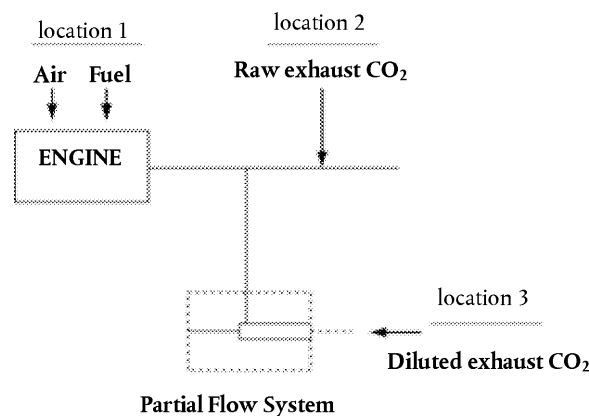 location 1
location 2
Air Fuel
Raw exhaust CO₂
ENGINE
location 3
Diluted exhaust CO₂
Partial Flow System